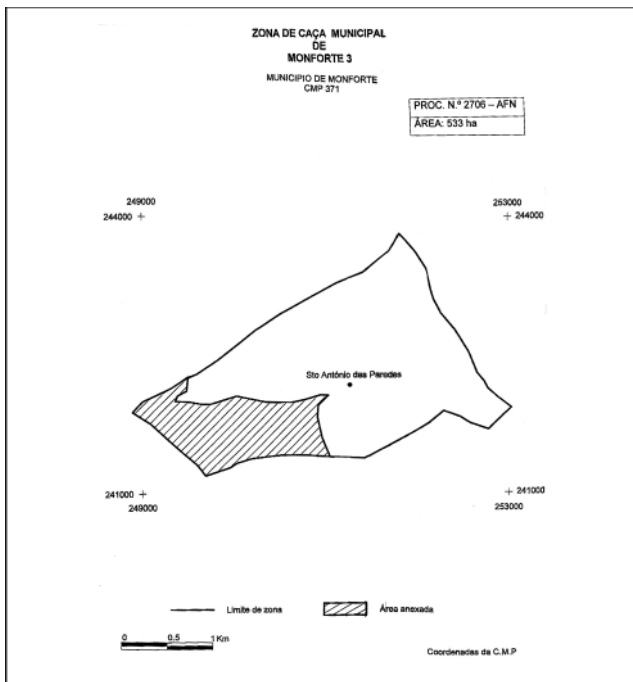 ZONA DE CAÇA MUNICIPAL
DE
MONFORTE 3
MUNICIPIO DE MONFORTE
CMP 371
PROC. N.º 2706 – AFN
ÁREA: 533 ha
249000
244000
253000
244000
Sto António das Paredes
241000
249000
241000
253000
Limite de zona
Área anexada
0 0.5 1 Km
Coordenadas da C.M.P